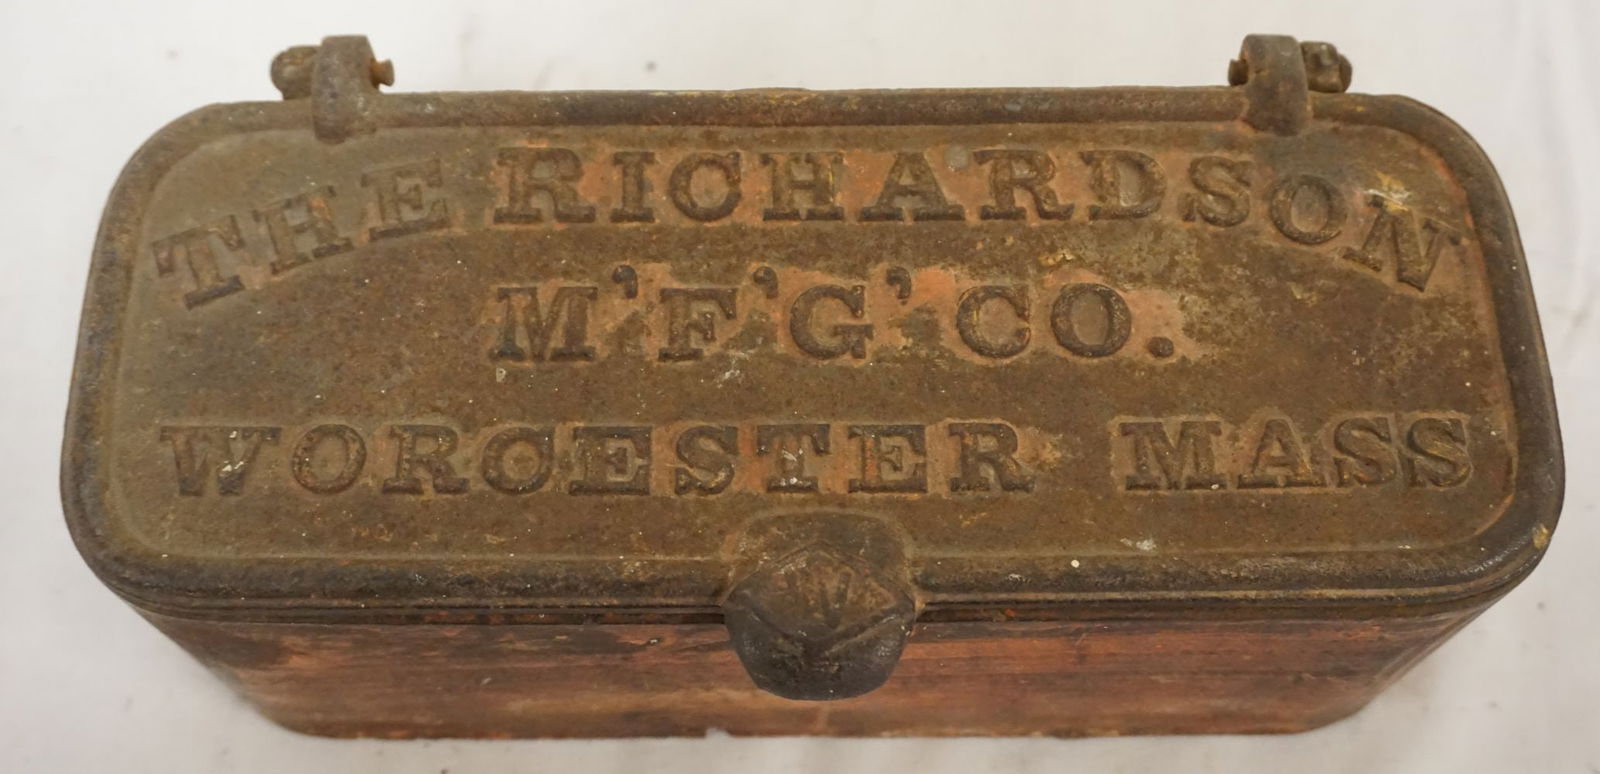 THE RICHARDSON
M'F'G' CO.
WORCESTER MASS
W